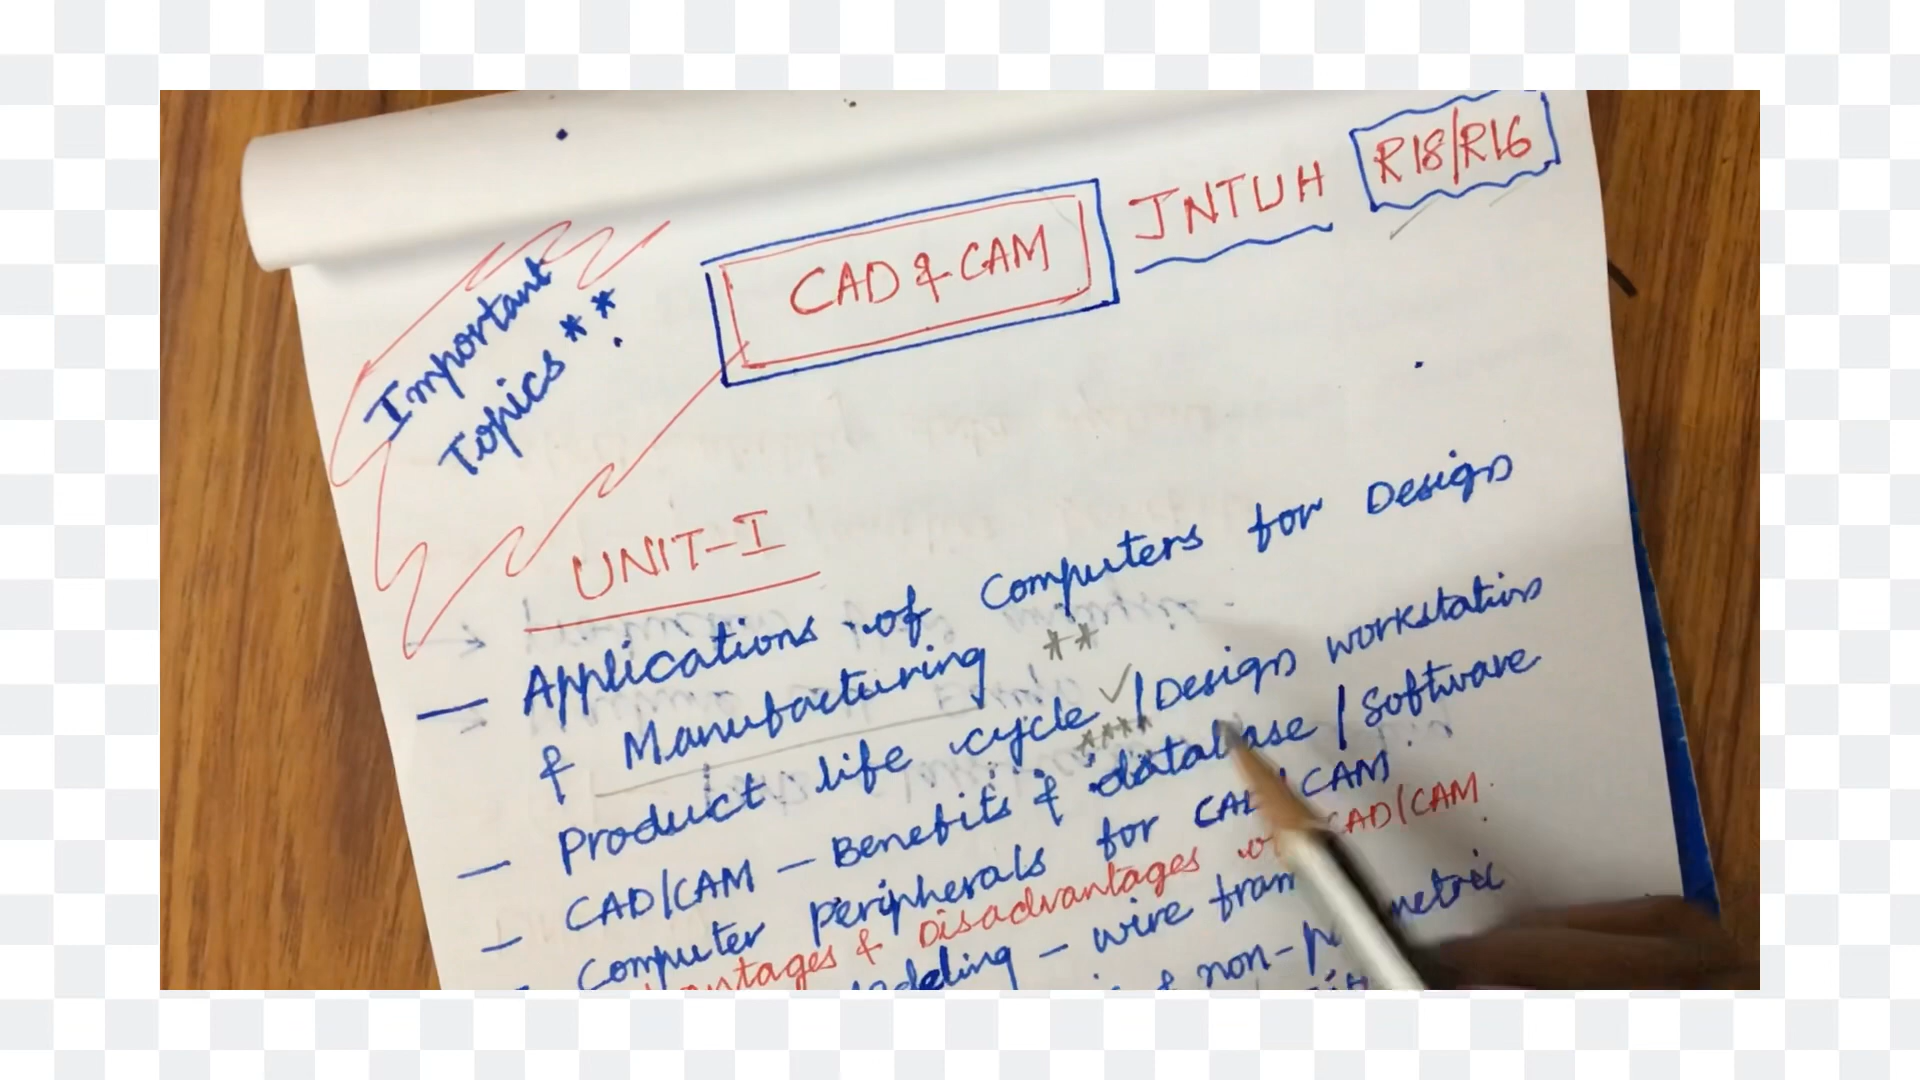 CAD & CAM
JNTUH
R18/R16
Important
Topics **
UNIT-I
— Applications of Computers for Design
& Manufacturing **
— Product life cycle ✓ / Design workstations
— CAD/CAM — Benefits & **** database / Software
Computer peripherals for CAD/CAM
& Disadvantages of CAD/CAM
— wire
& non-